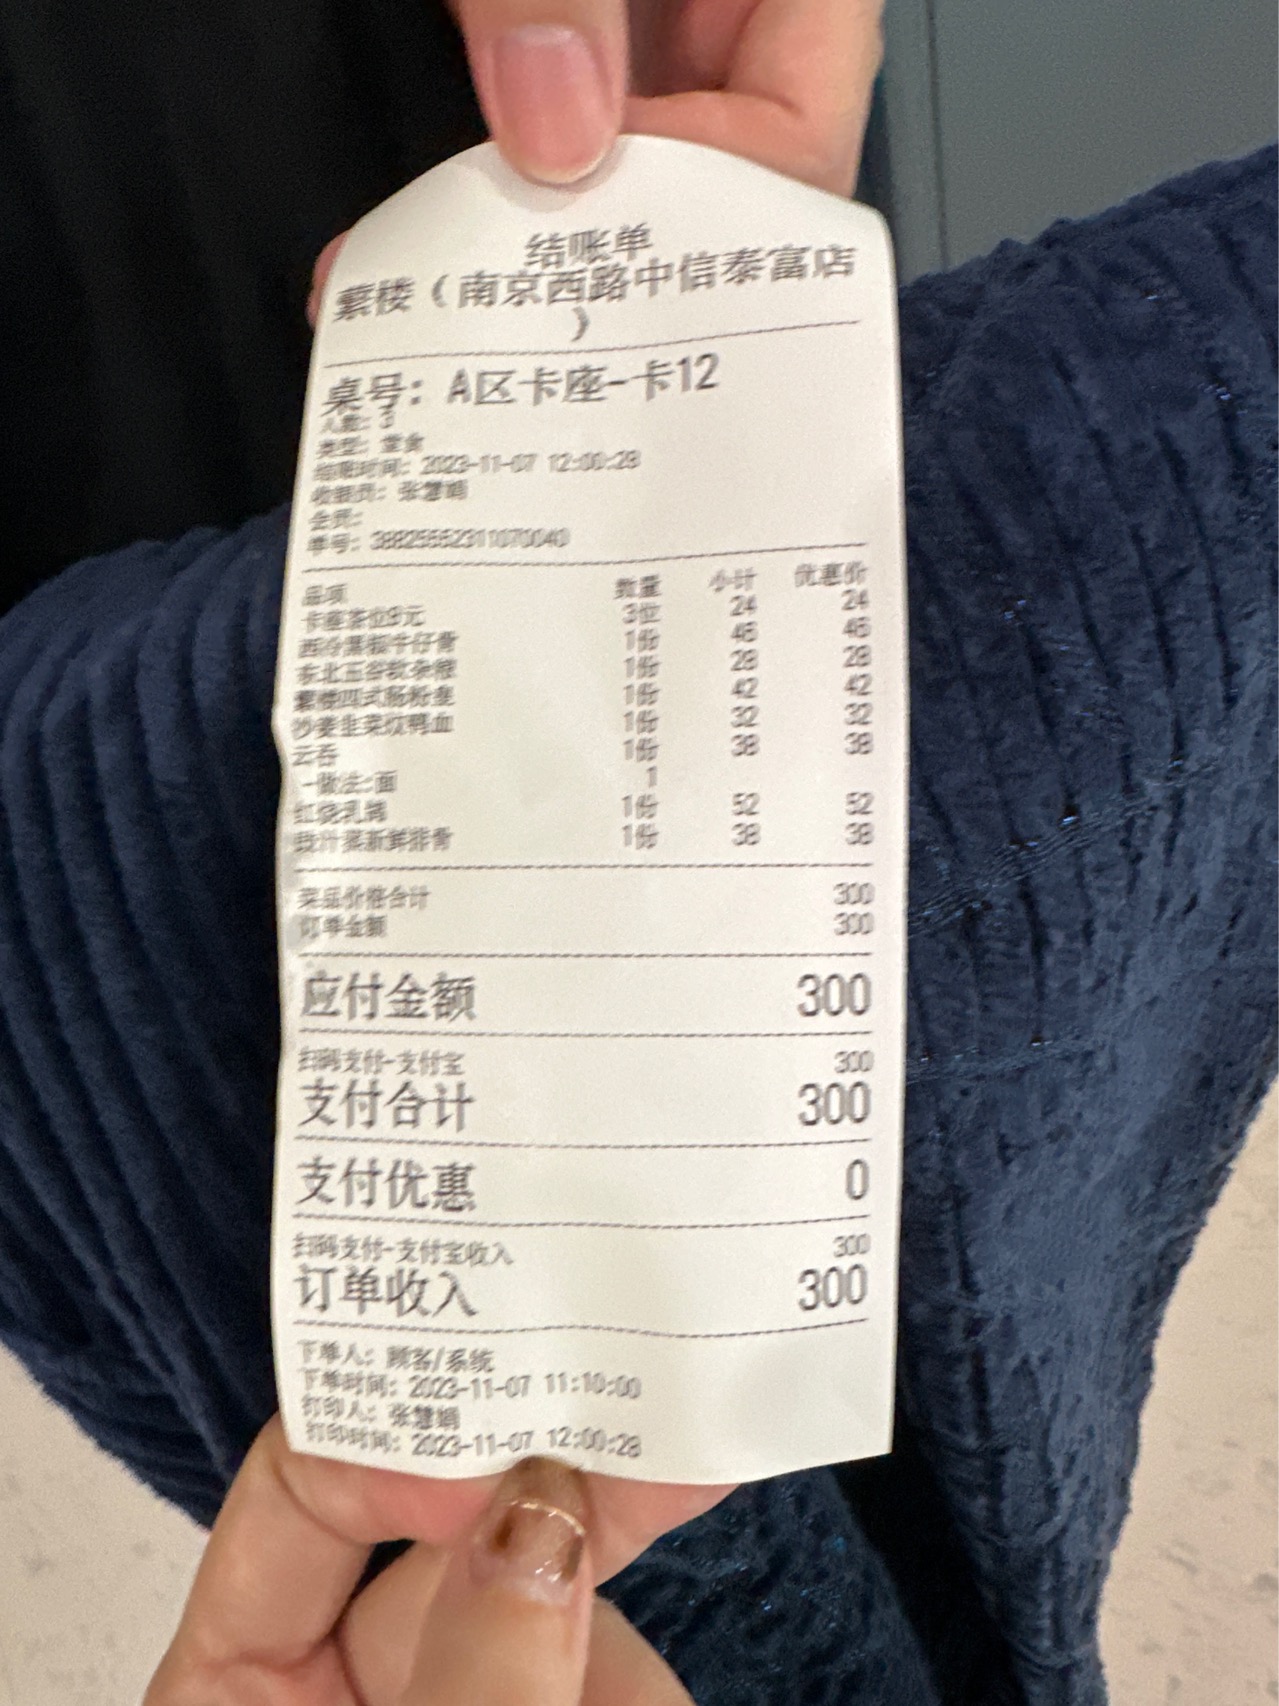 结账单
紫楼（南京西路中信泰富店
）
桌号：A区卡座-卡12
人数：3
类型：堂食
结账时间：2023-11-07 12:00:28
收银员：张慧娟
会员：
单号：38825552311070040
品项 数量 小计 优惠价
卡座茶位8元 3位 24 24
西冷黑椒牛仔骨 1份 46 46
东北五谷软杂粮 1份 28 28
紫楼四式肠粉皇 1份 42 42
沙姜韭菜炆鸭血 1份 32 32
云吞 1份 38 38
-做法:面 1
红烧乳鸽 1份 52 52
豉汁蒸新鲜排骨 1份 38 38
菜品价格合计 300
订单金额 300
应付金额 300
扫码支付-支付宝 300
支付合计 300
支付优惠 0
扫码支付-支付宝收入 300
订单收入 300
下单人：顾客/系统
下单时间：2023-11-07 11:10:00
打印人：张慧娟
打印时间：2023-11-07 12:00:28